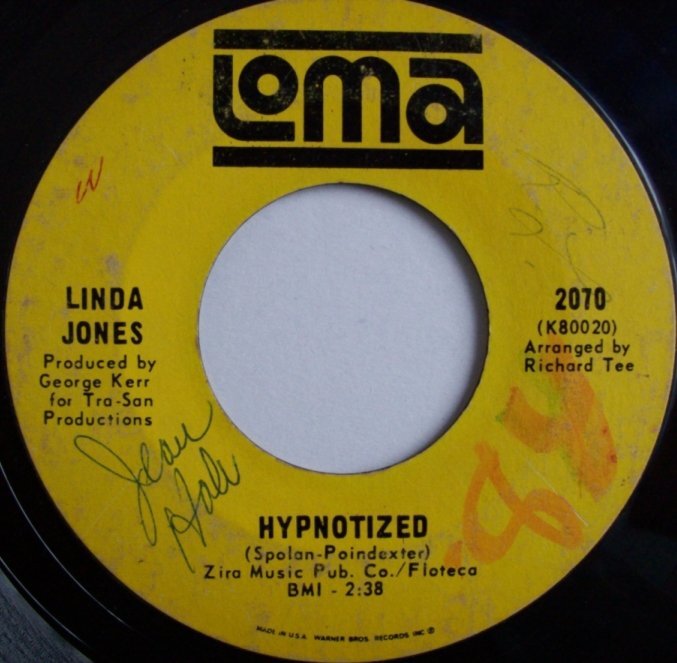 Loma
LINDA
JONES
Produced by
George Kerr
for Tra-San
Productions
2070
(K80020)
Arranged by
Richard Tee
Jean
HYPNOTIZED
(Spolan-Poindexter)
Zira Music Pub. Co./Floteca
BMI - 2:38
MADE IN U.S.A. WARNER BROS. RECORDS INC ®